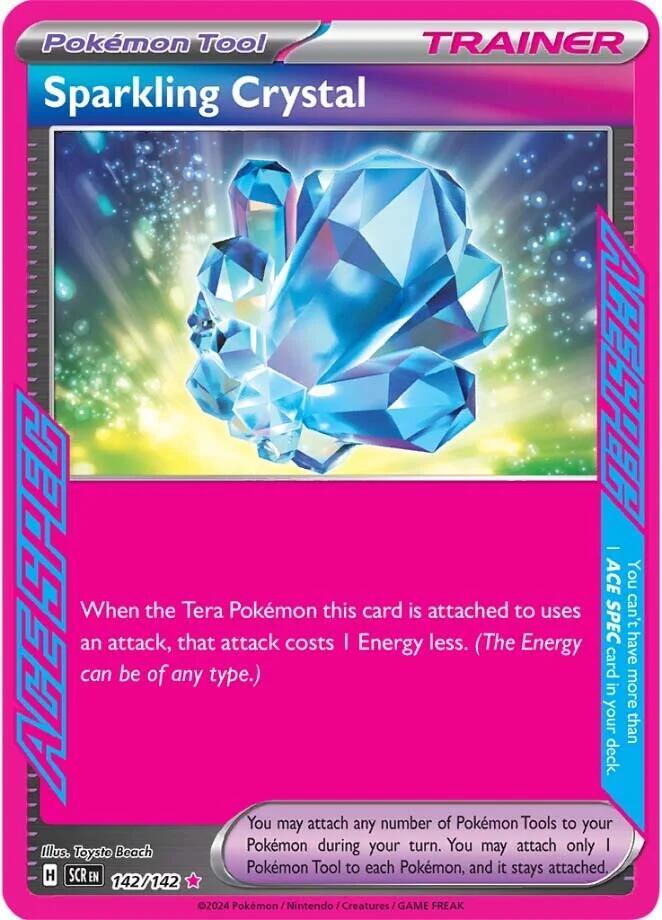 Pokémon Tool
TRAINER
Sparkling Crystal
ACE SPEC
ACE SPEC
You can't have more than
1 ACE SPEC card in your deck.
When the Tera Pokémon this card is attached to uses
an attack, that attack costs 1 Energy less. (The Energy
can be of any type.)
You may attach any number of Pokémon Tools to your
Pokémon during your turn. You may attach only 1
Pokémon Tool to each Pokémon, and it stays attached.
Illus. Toyste Beach
H SCR EN 142/142
©2024 Pokémon / Nintendo / Creatures / GAME FREAK